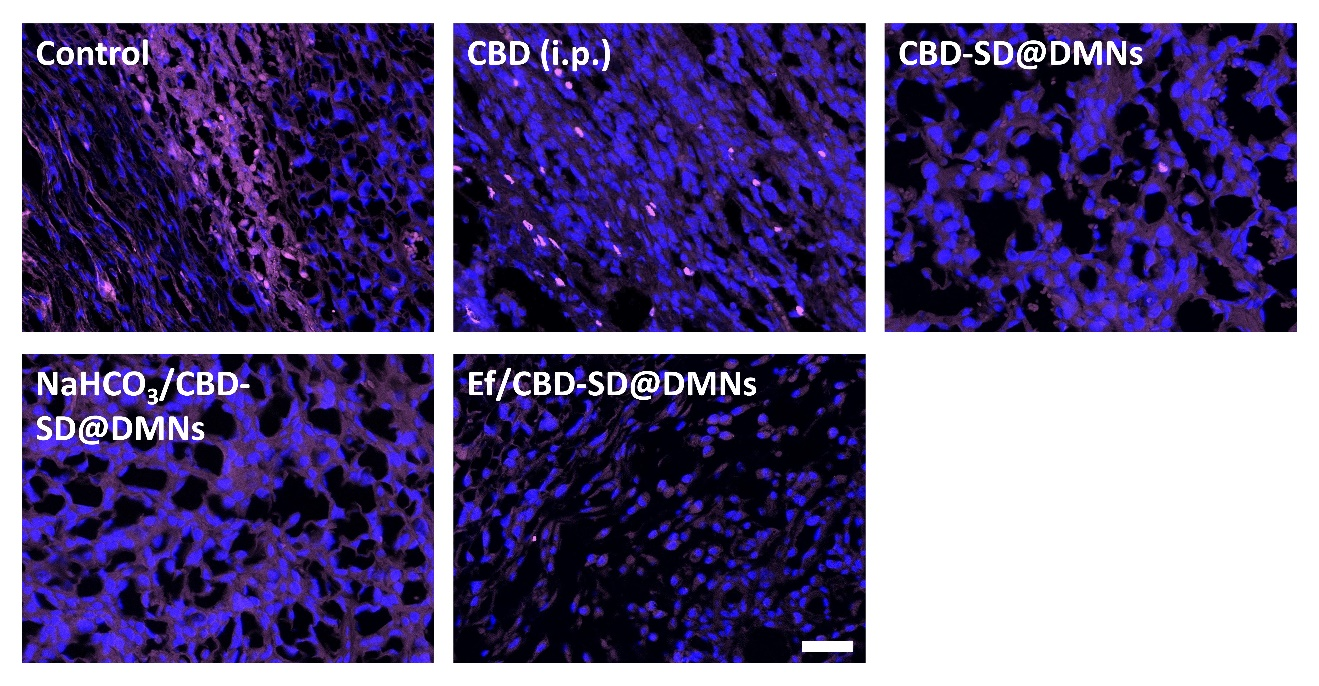 Control
CBD (i.p.)
CBD-SD@DMNs
NaHCO₃/CBD-
SD@DMNs
Ef/CBD-SD@DMNs